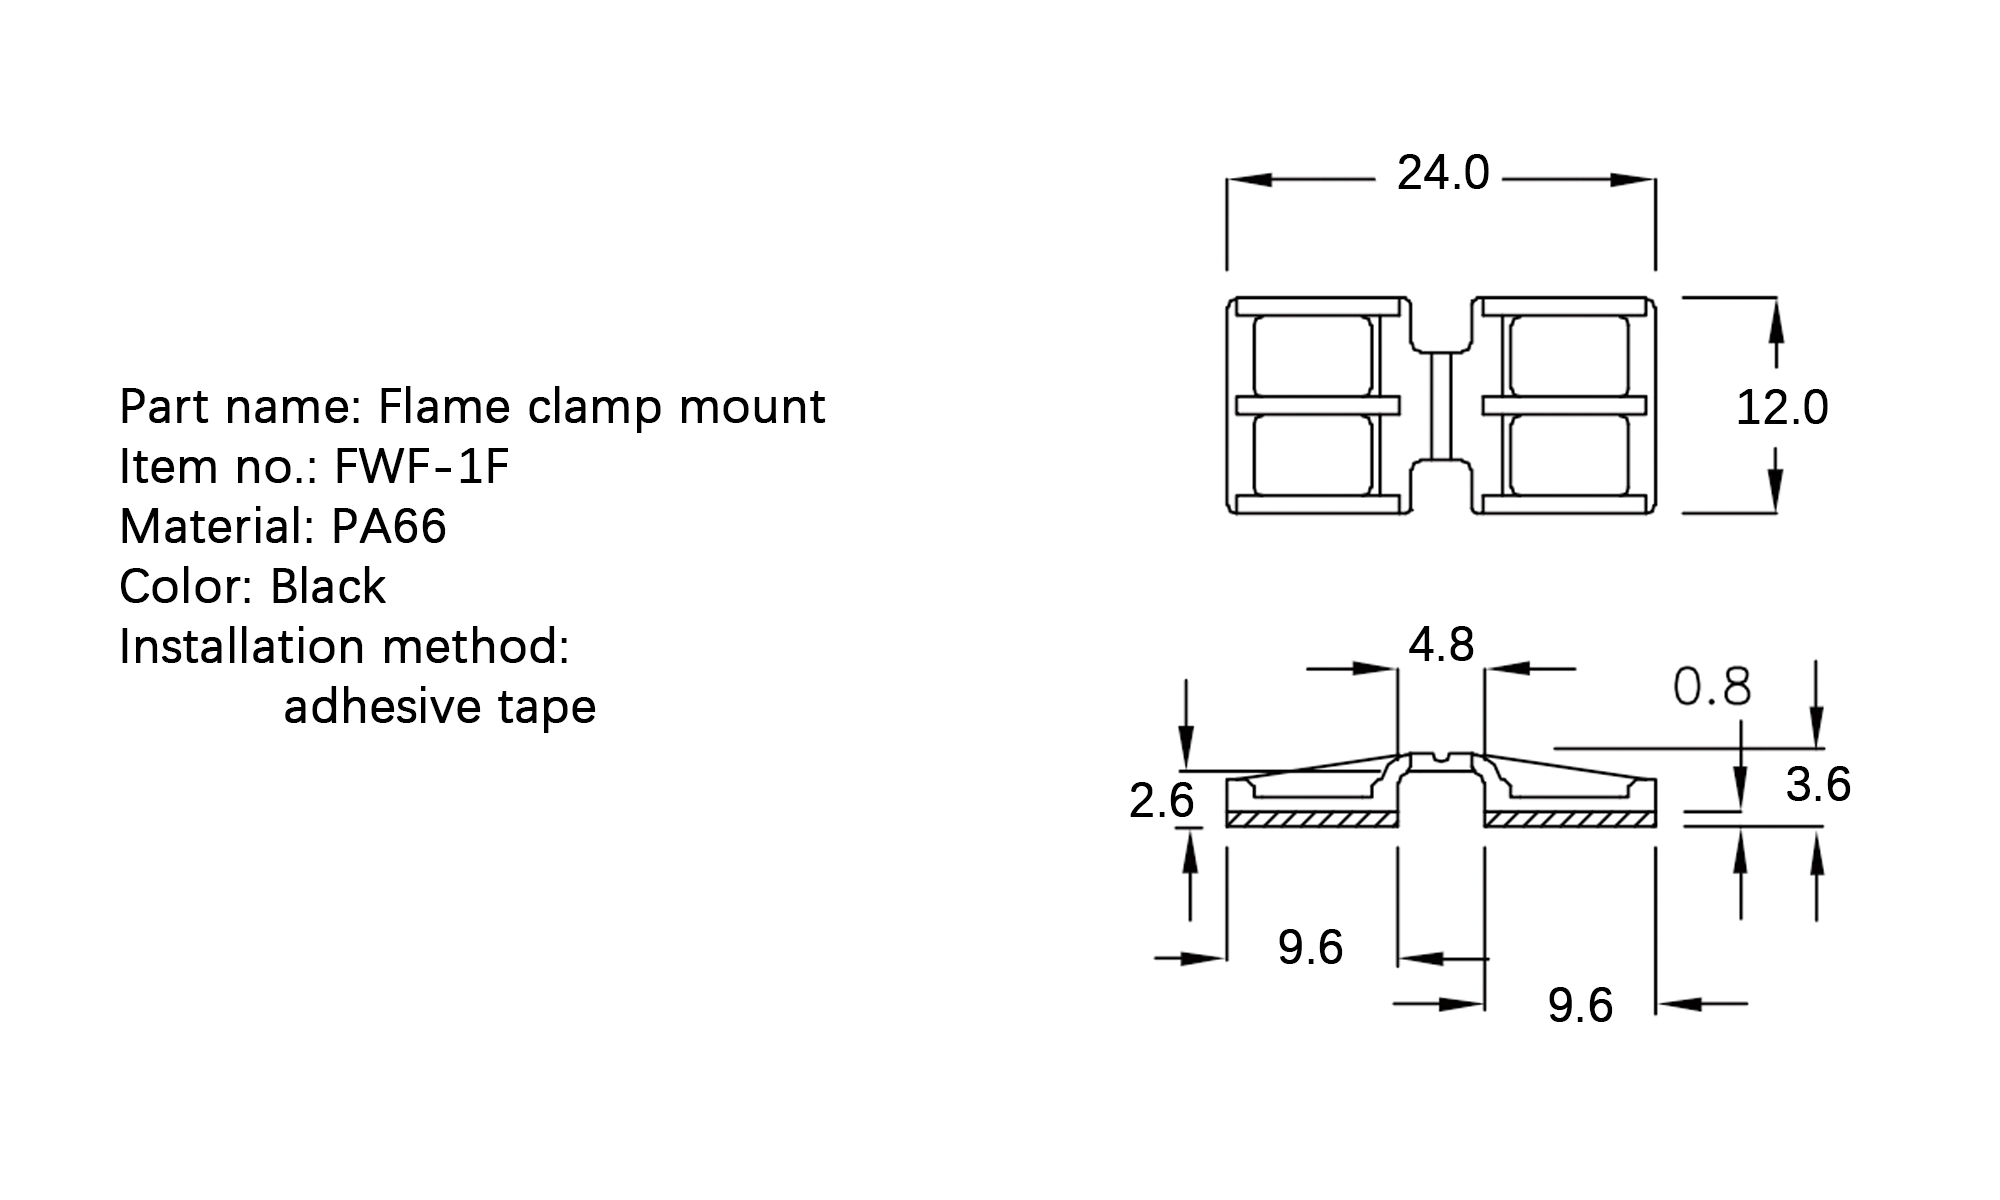 Part name: Flame clamp mount
Item no.: FWF-1F
Material: PA66
Color: Black
Installation method:
adhesive tape
24.0
12.0
4.8
0.8
2.6
3.6
9.6
9.6